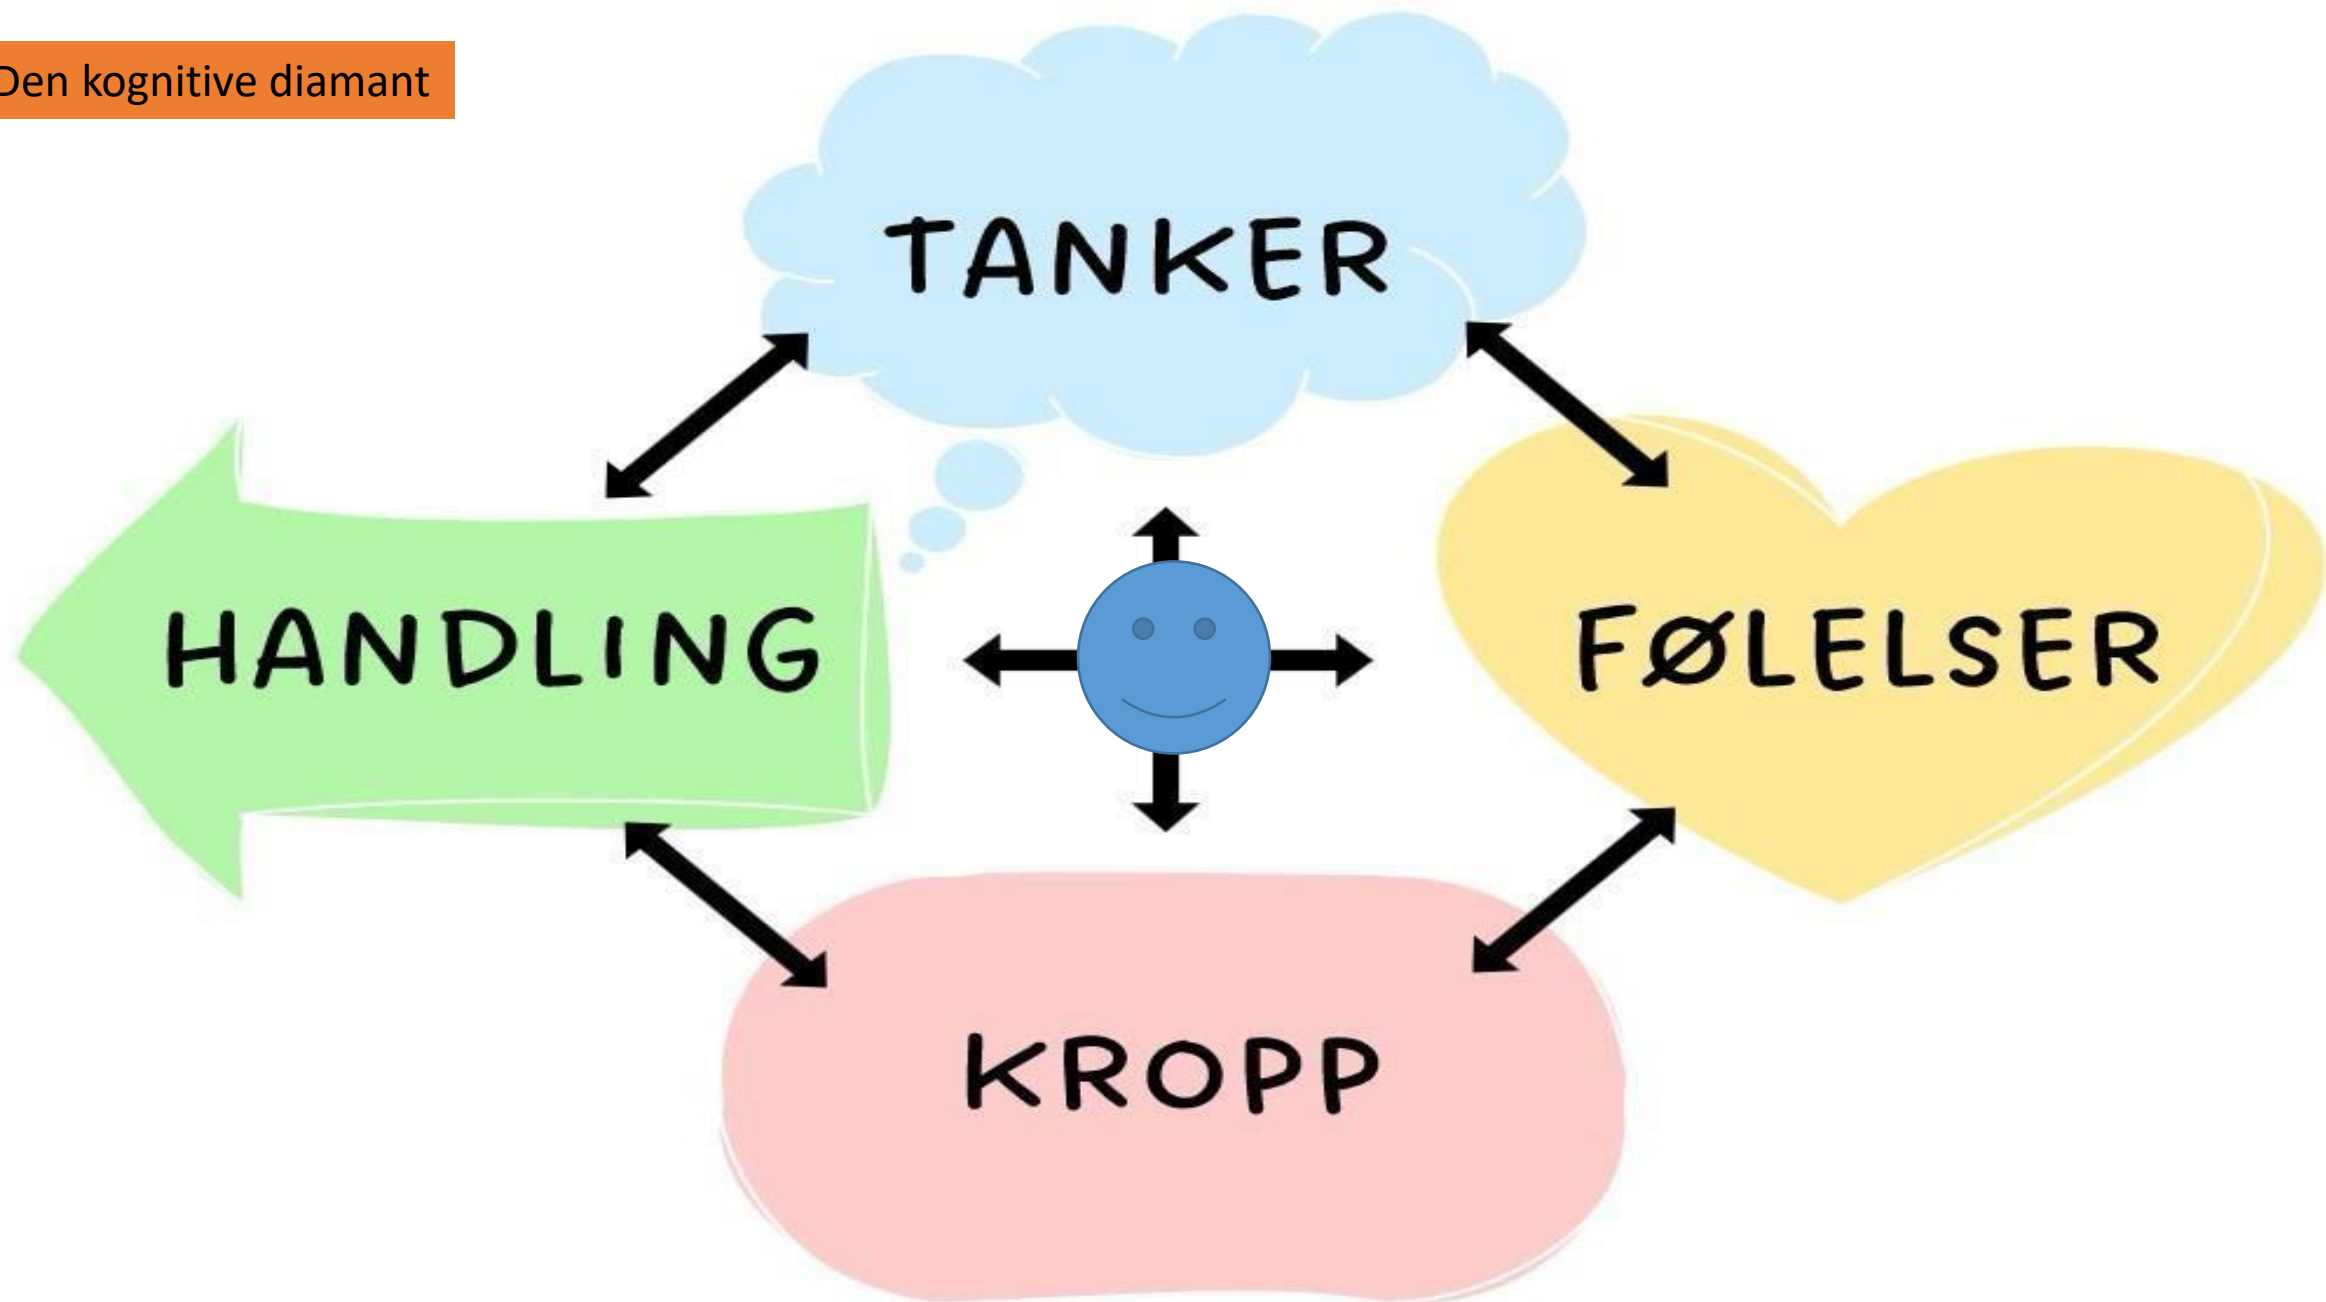 Den kognitive diamant
TANKER
HANDLING
FØLELSER
KROPP